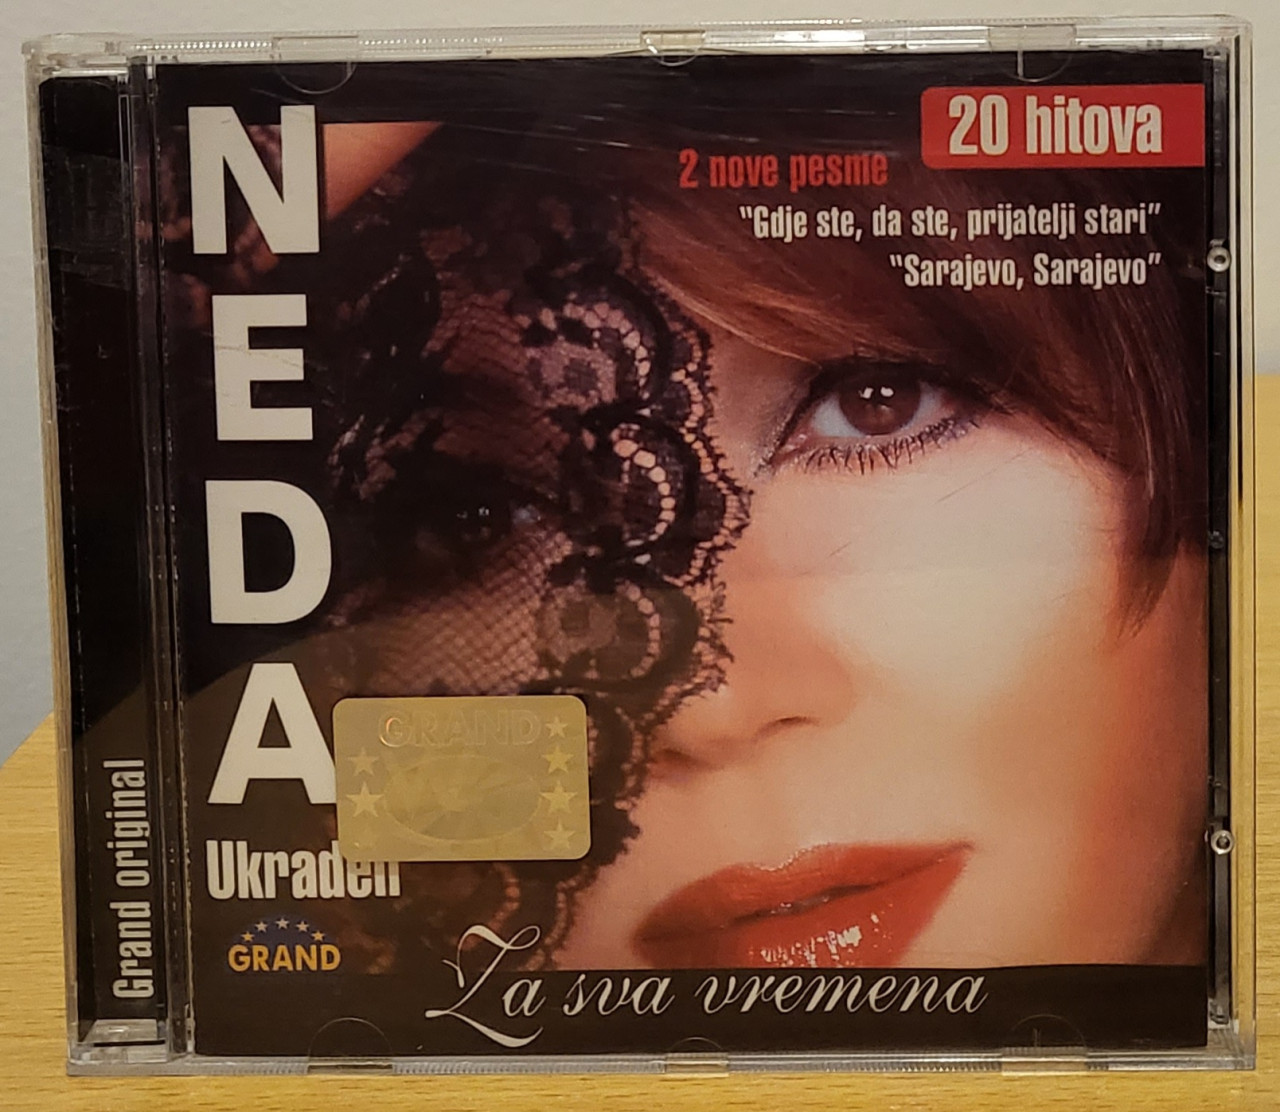 NEDA
Ukraden
20 hitova
2 nove pesme
"Gdje ste, da ste, prijatelji stari"
"Sarajevo, Sarajevo"
GRAND
GRAND
Za sva vremena
Grand original